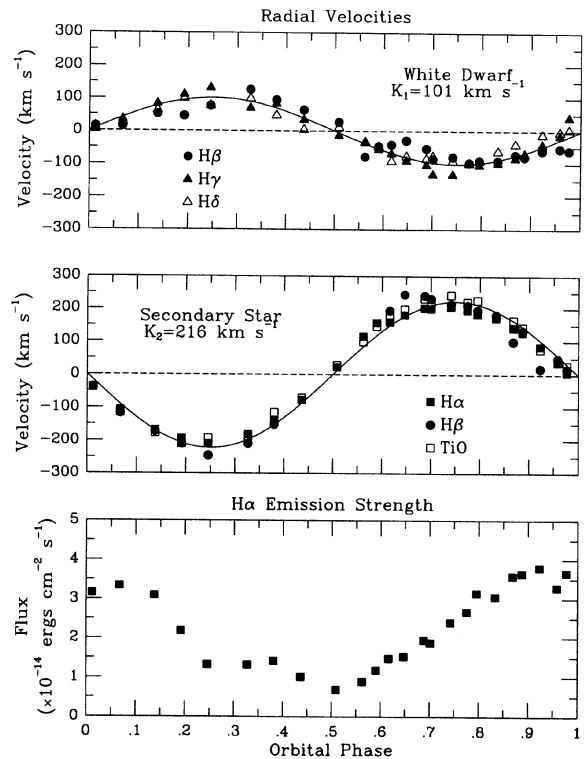 Radial Velocities
300
200
100
0
−100
−200
−300
Velocity (km s⁻¹)
White Dwarf
K₁=101 km s⁻¹
Hβ
Hγ
Hδ
300
200
100
0
−100
−200
−300
Velocity (km s⁻¹)
Secondary Star
K₂=216 km s⁻¹
Hα
Hβ
TiO
Hα Emission Strength
5
4
3
2
1
0
Flux
(×10⁻¹⁴ ergs cm⁻² s⁻¹)
0 .1 .2 .3 .4 .5 .6 .7 .8 .9 1
Orbital Phase